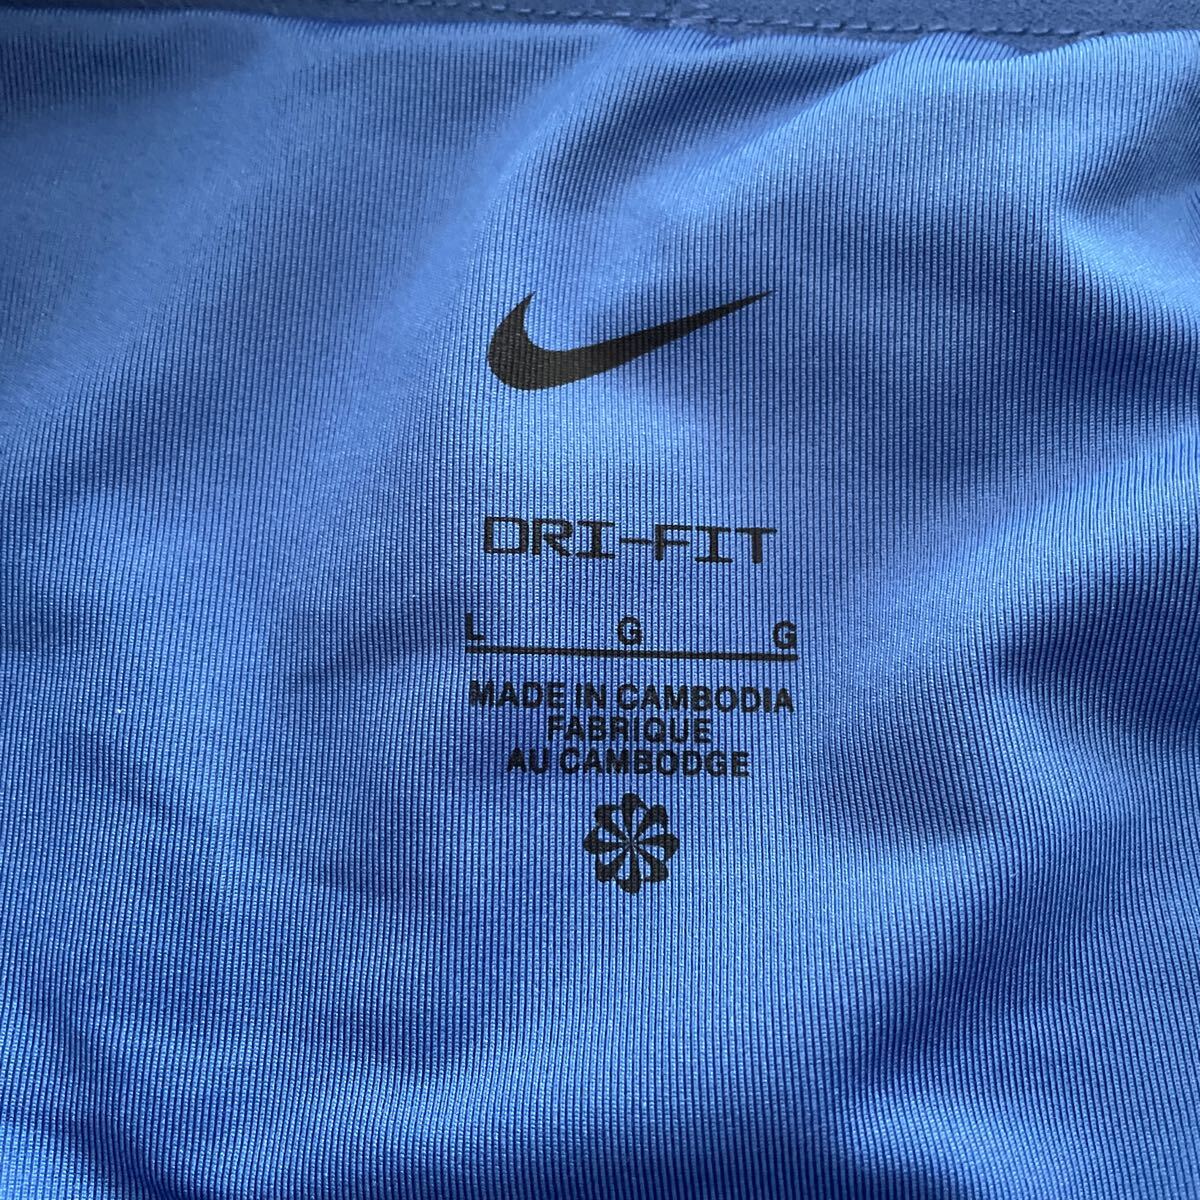 DRI-FIT
L G G
MADE IN CAMBODIA
FABRIQUE
AU CAMBODGE